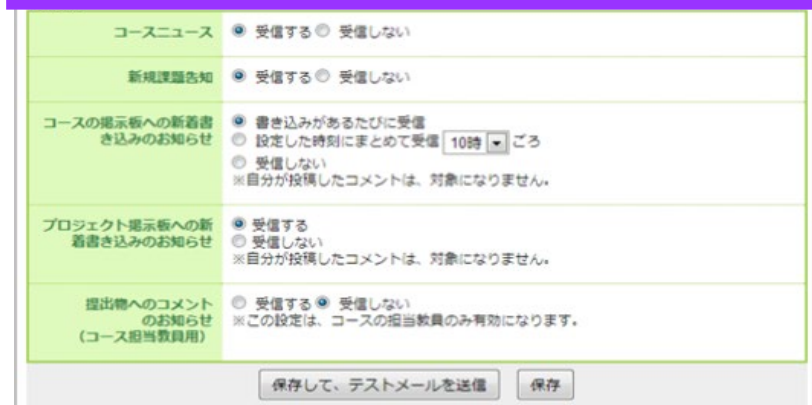 コースニュース 受信する 受信しない
新規課題告知 受信する 受信しない
コースの掲示板への新着書
き込みのお知らせ
書き込みがあるたびに受信
設定した時刻にまとめて受信 10時 ごろ
受信しない
※自分が投稿したコメントは、対象になりません。
プロジェクト掲示板への新
着書き込みのお知らせ
受信する
受信しない
※自分が投稿したコメントは、対象になりません。
提出物へのコメント
のお知らせ
(コース担当教員用)
受信する 受信しない
※この設定は、コースの担当教員のみ有効になります。
保存して、テストメールを送信 保存